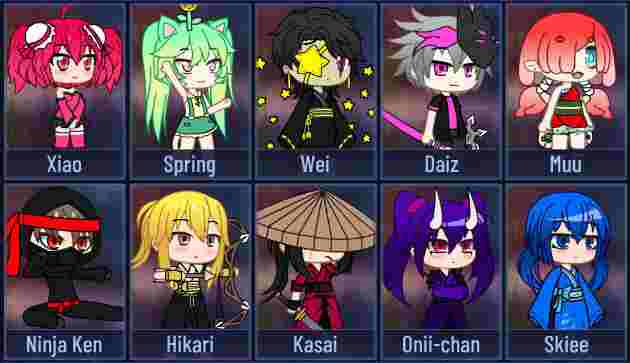 Xiao
Spring
Wei
Daiz
Muu
Ninja Ken
Hikari
Kasai
Onii-chan
Skiee